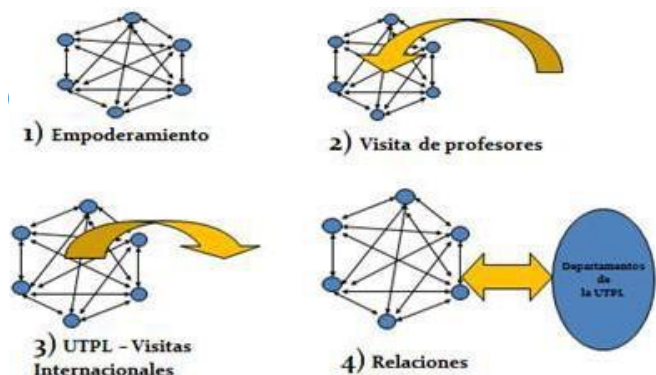 1) Empoderamiento
2) Visita de profesores
3) UTPL – Visitas
Internacionales
4) Relaciones
Departamentos
de
la UTPL